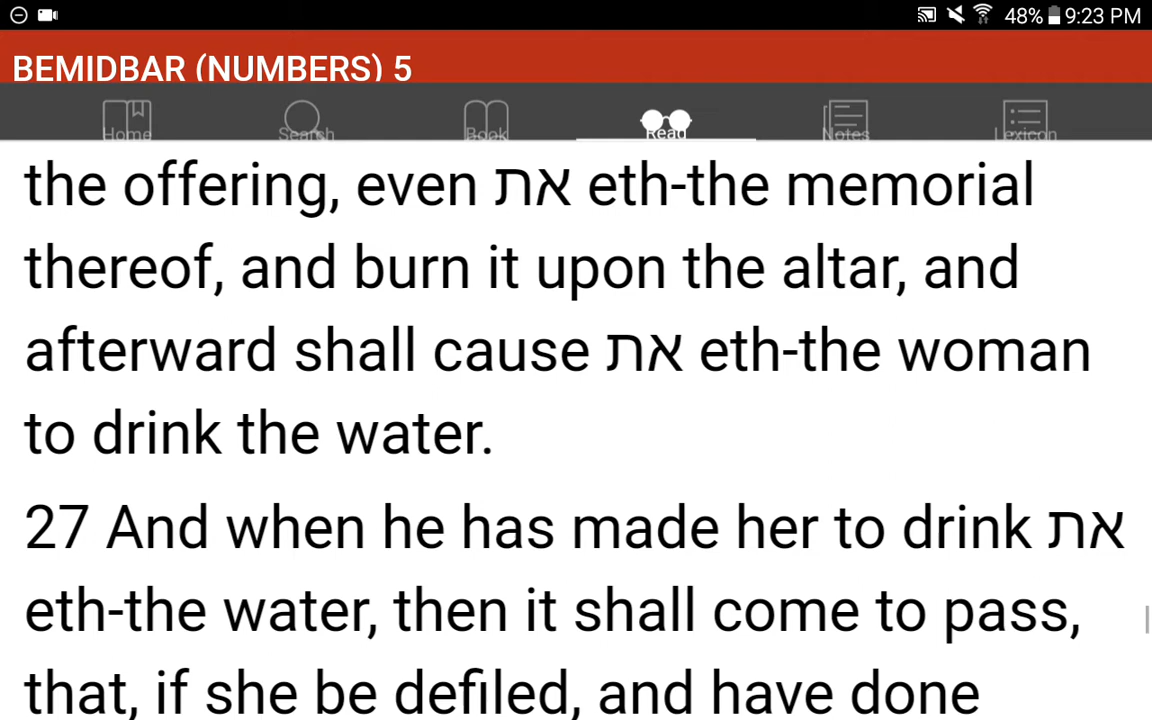 48% 9:23 PM
BEMIDBAR (NUMBERS) 5
Home Search Book Read Notes Lexicon
the offering, even את eth-the memorial
thereof, and burn it upon the altar, and
afterward shall cause את eth-the woman
to drink the water.
27 And when he has made her to drink את
eth-the water, then it shall come to pass,
that, if she be defiled, and have done